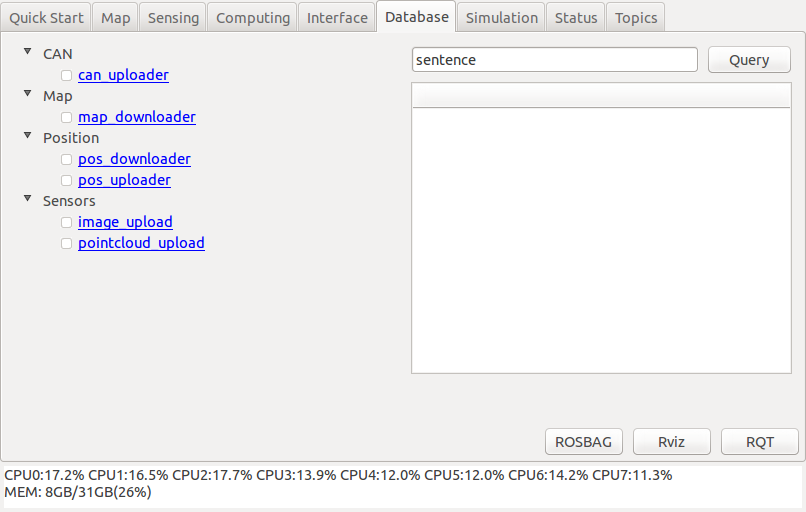 Quick Start Map Sensing Computing Interface Database Simulation Status Topics
CAN
can_uploader
Map
map_downloader
Position
pos_downloader
pos_uploader
Sensors
image_upload
pointcloud_upload
sentence Query
ROSBAG Rviz RQT
CPU0:17.2% CPU1:16.5% CPU2:17.7% CPU3:13.9% CPU4:12.0% CPU5:12.0% CPU6:14.2% CPU7:11.3%
MEM: 8GB/31GB(26%)